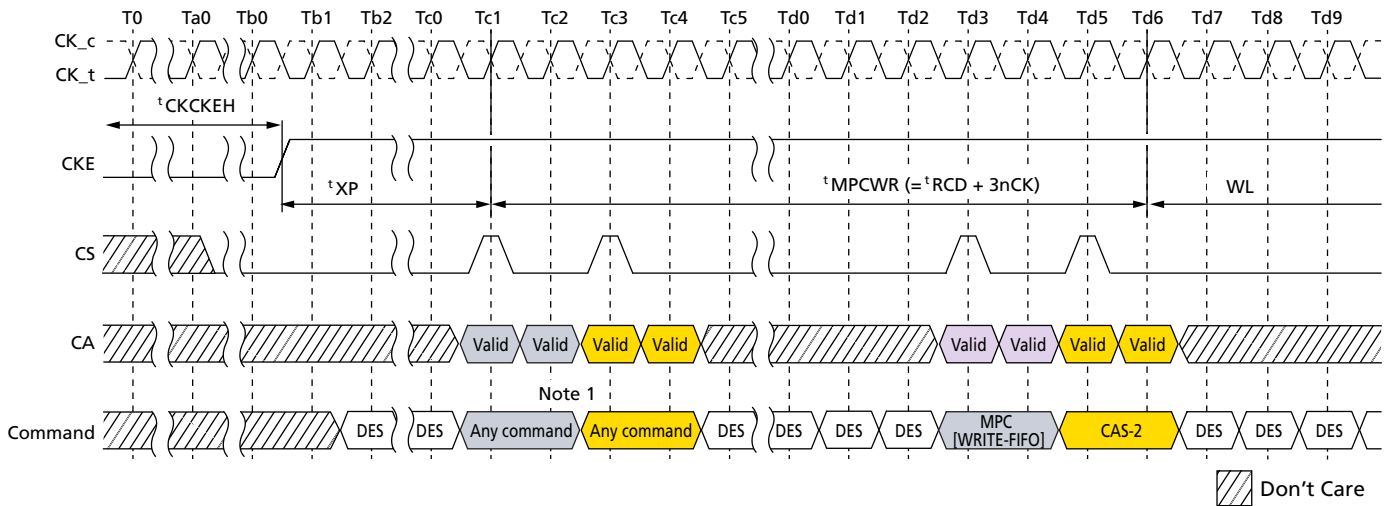 T0 Ta0 Tb0 Tb1 Tb2 Tc0 Tc1 Tc2 Tc3 Tc4 Tc5 Td0 Td1 Td2 Td3 Td4 Td5 Td6 Td7 Td8 Td9
CK_c
CK_t
tCKCKEH
CKE
tXP
tMPCWR (= tRCD + 3nCK)
WL
CS
CA
Valid Valid Valid Valid Valid Valid Valid Valid
Note 1
Command
DES DES Any command Any command DES DES DES DES MPC [WRITE-FIFO] CAS-2 DES DES DES
Don't Care